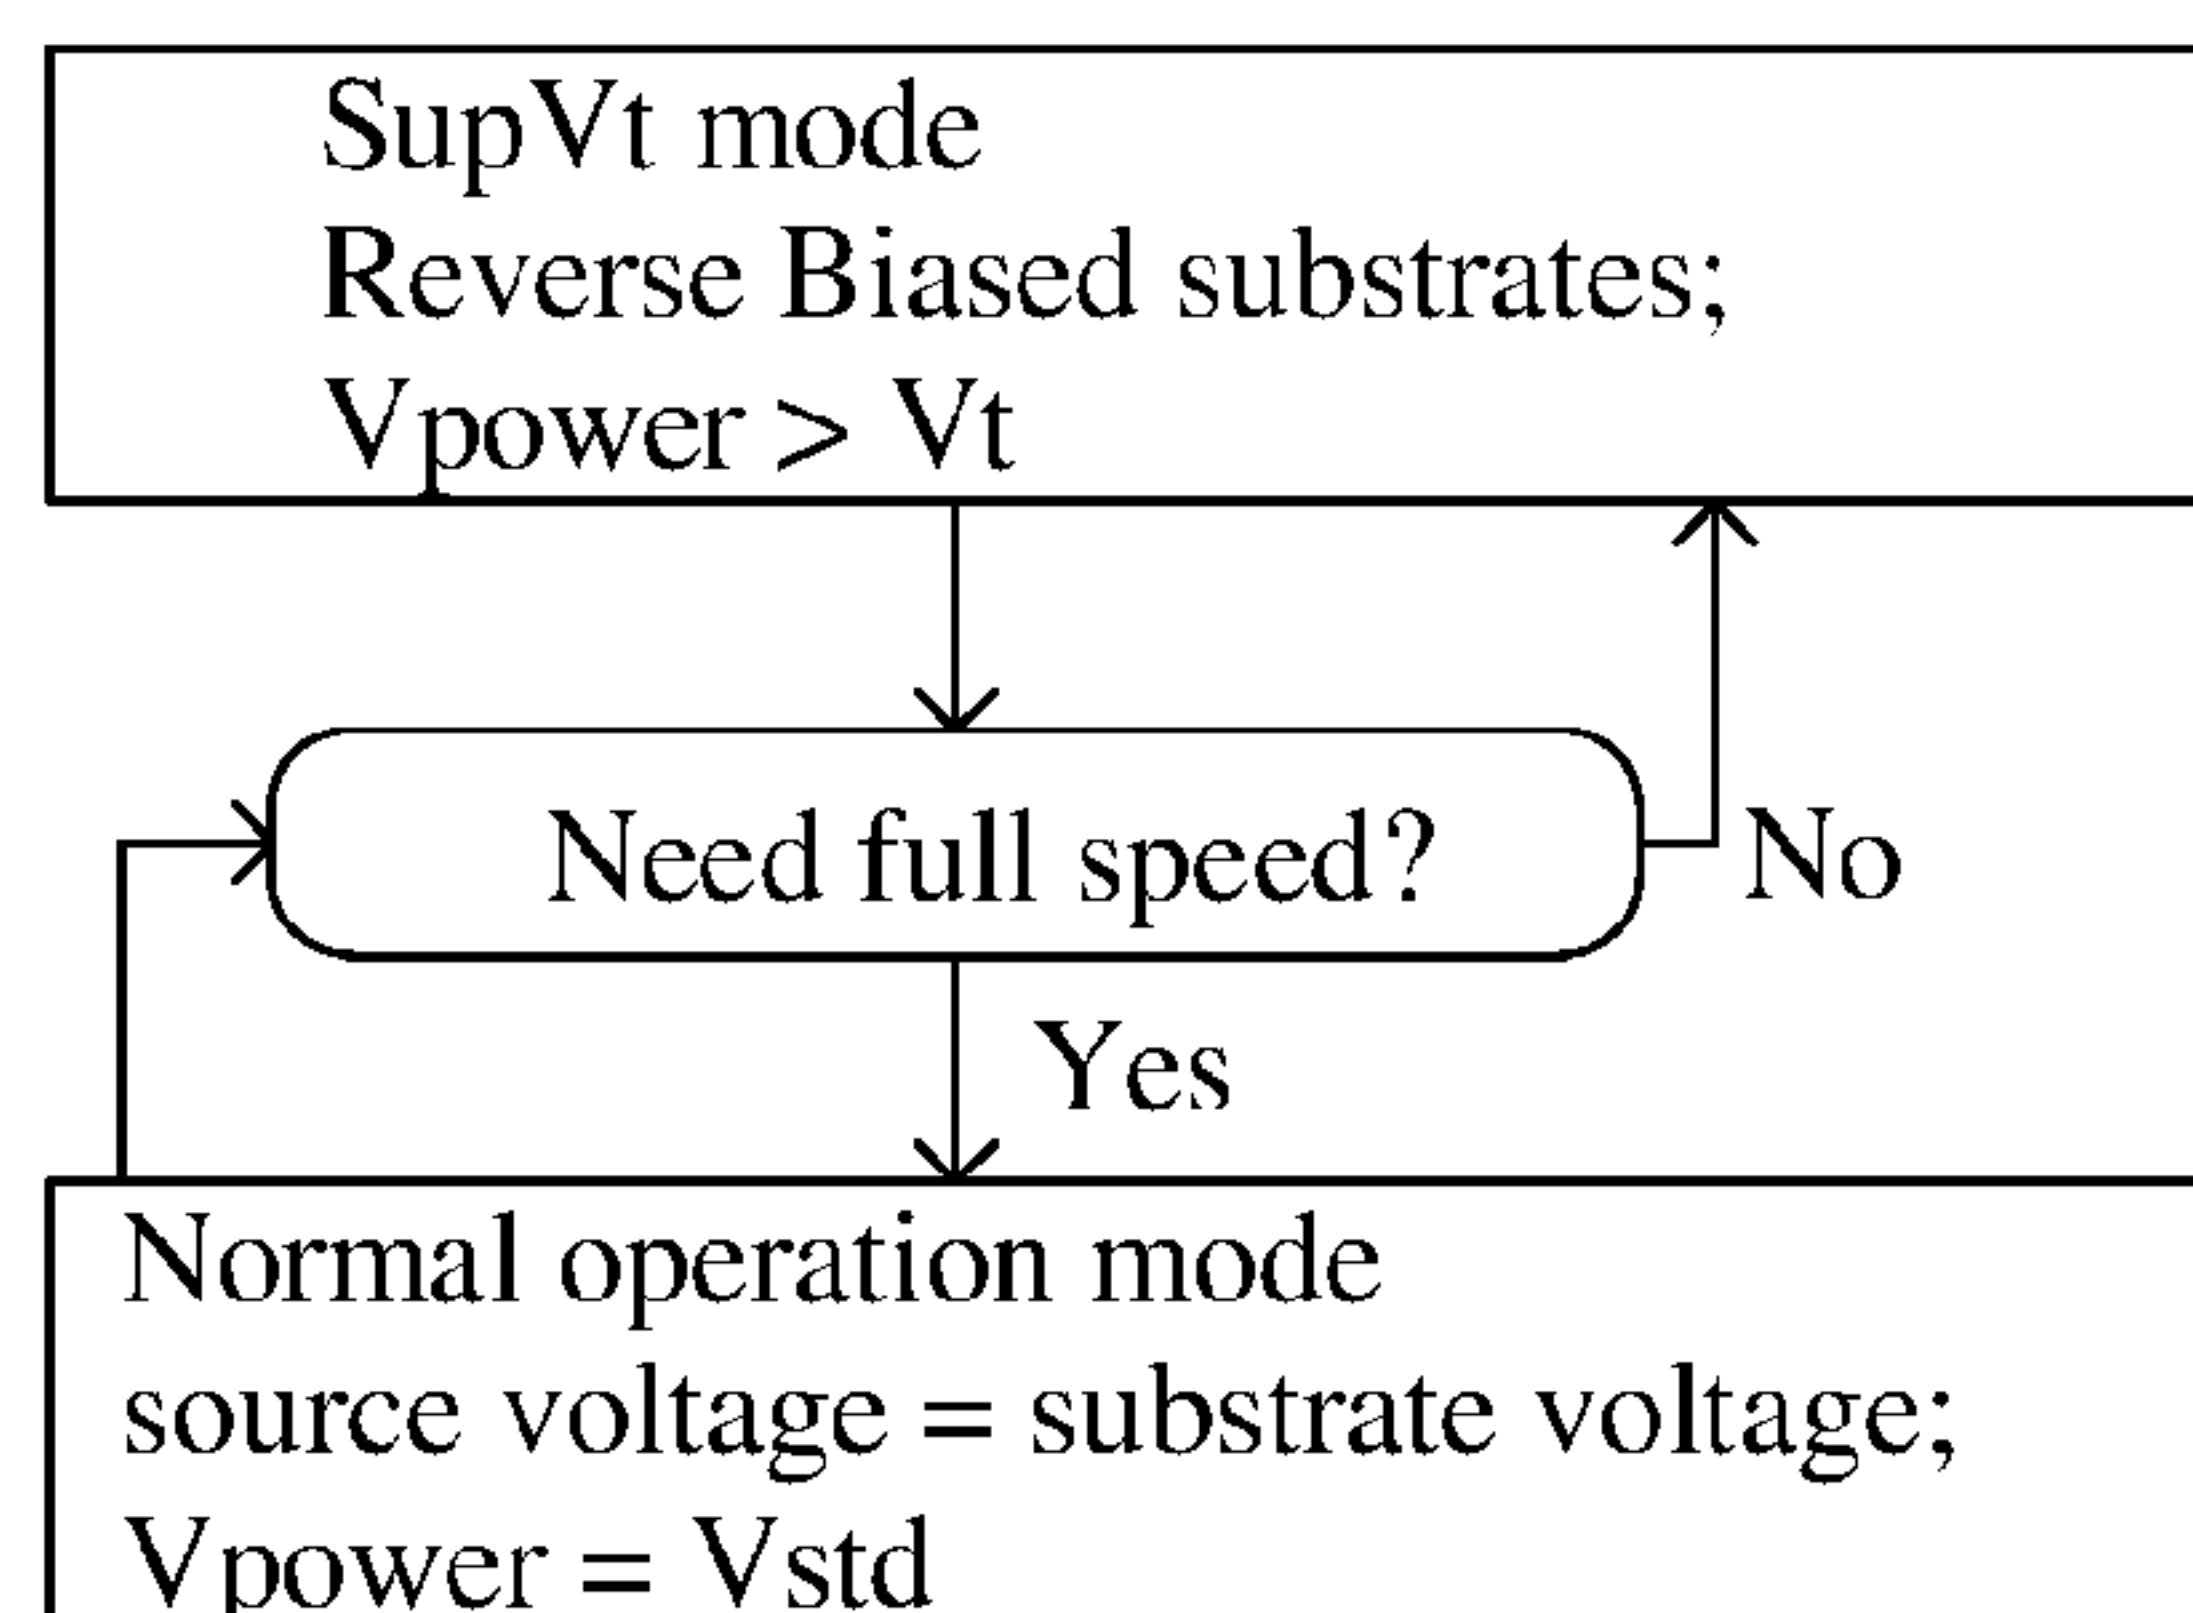 SupVt mode
Reverse Biased substrates;
Vpower > Vt
Need full speed?
No
Yes
Normal operation mode
source voltage = substrate voltage;
Vpower = Vstd